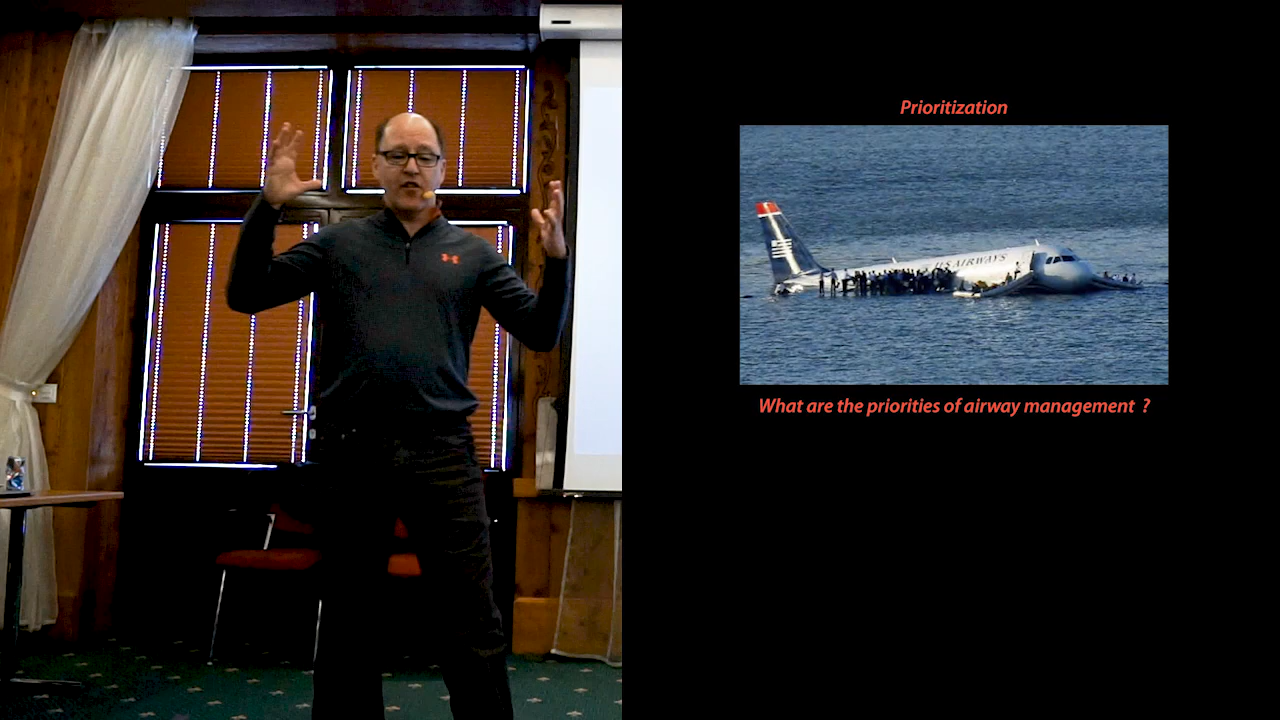 Prioritization
US AIRWAYS
What are the priorities of airway management ?